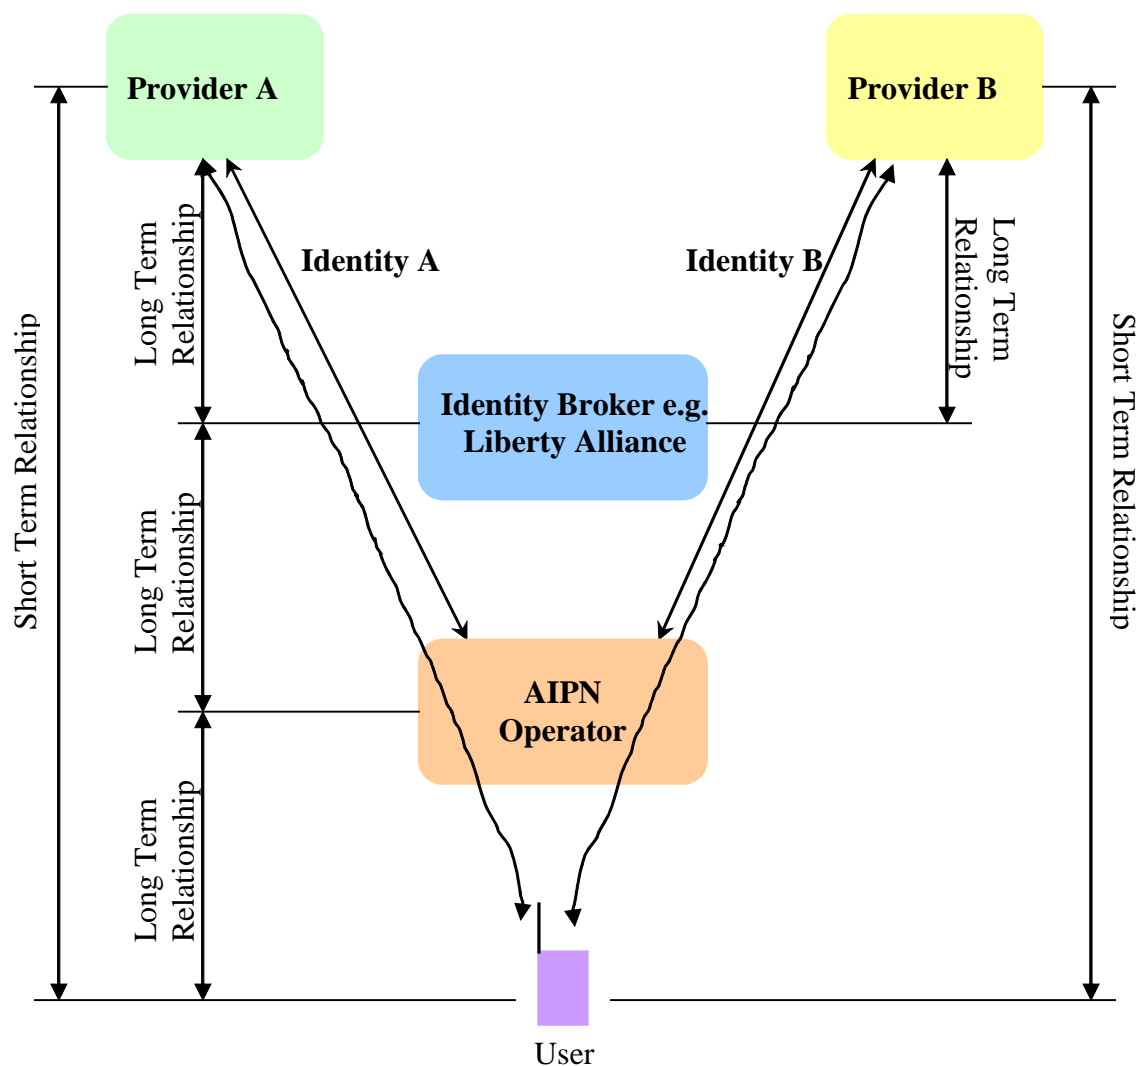 Provider A
Provider B
Long Term
Relationship
Identity A
Identity B
Long Term
Relationship
Short Term Relationship
Short Term Relationship
Identity Broker e.g.
Liberty Alliance
Long Term
Relationship
AIPN
Operator
Long Term
Relationship
User